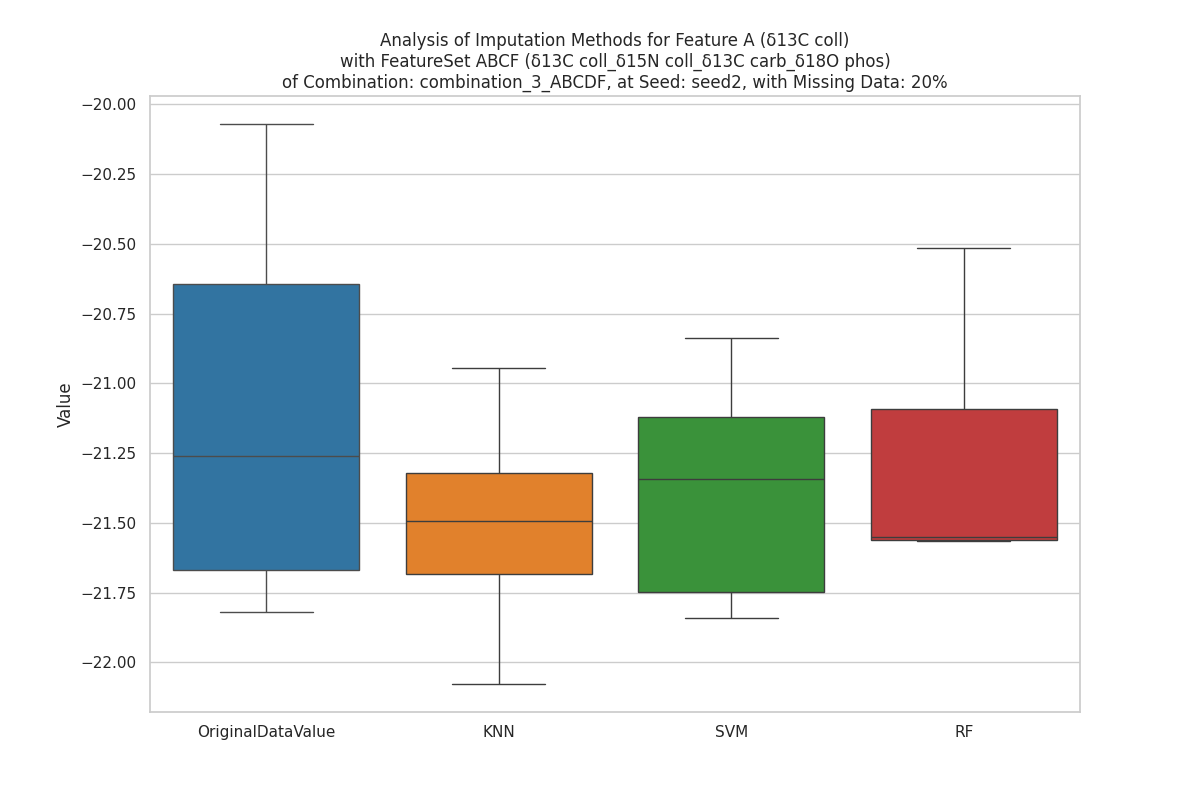 Analysis of Imputation Methods for Feature A (δ13C coll)
with FeatureSet ABCF (δ13C coll_δ15N coll_δ13C carb_δ18O phos)
of Combination: combination_3_ABCDF, at Seed: seed2, with Missing Data: 20%
−20.00
−20.25
−20.50
−20.75
−21.00
−21.25
−21.50
−21.75
−22.00
Value
OriginalDataValue
KNN
SVM
RF